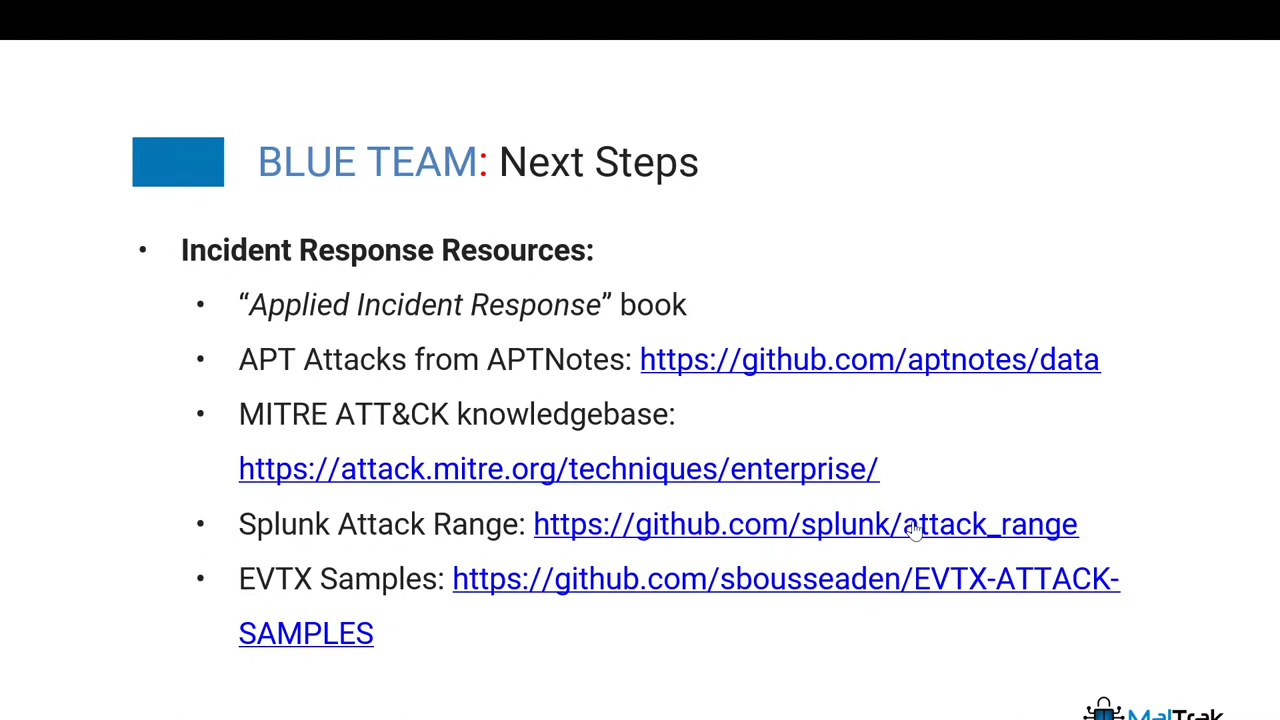 BLUE TEAM: Next Steps
• Incident Response Resources:
• “Applied Incident Response” book
• APT Attacks from APTNotes: https://github.com/aptnotes/data
• MITRE ATT&CK knowledgebase:
https://attack.mitre.org/techniques/enterprise/
• Splunk Attack Range: https://github.com/splunk/attack_range
• EVTX Samples: https://github.com/sbousseaden/EVTX-ATTACK-
SAMPLES
MalTrak